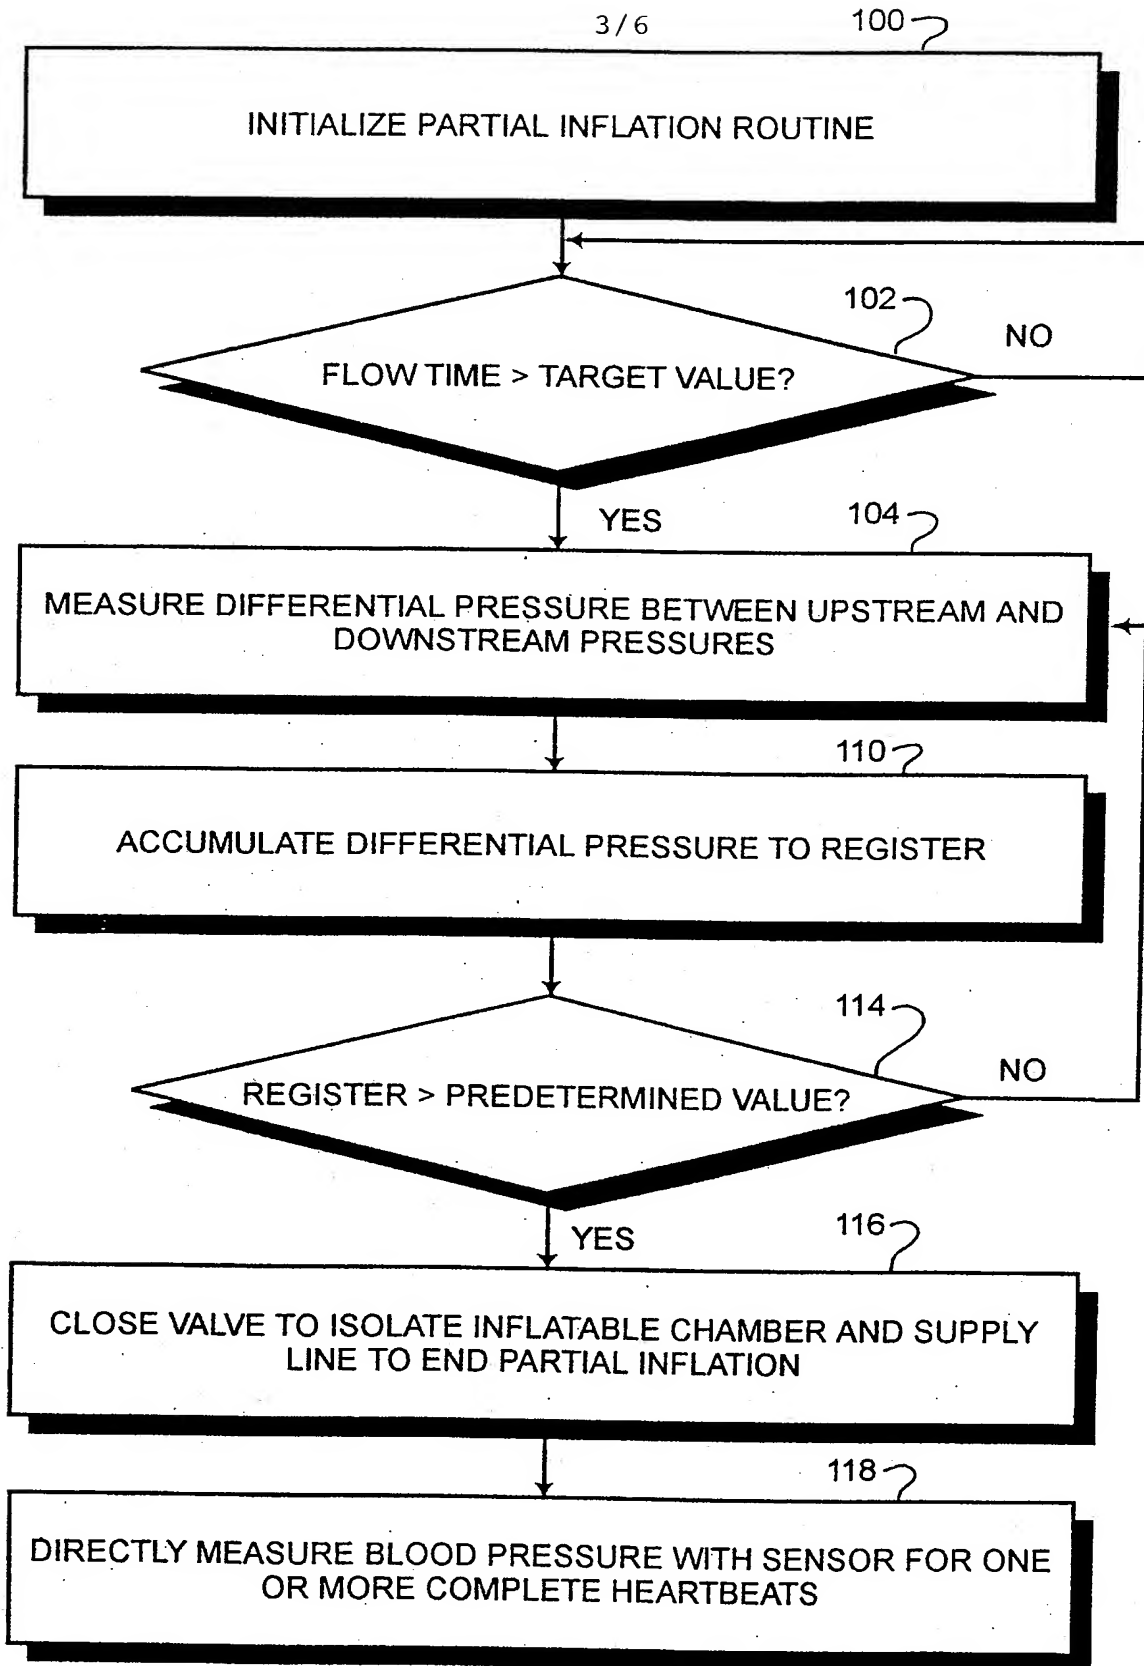 3/6
100
INITIALIZE PARTIAL INFLATION ROUTINE
102
NO
FLOW TIME > TARGET VALUE?
YES
104
MEASURE DIFFERENTIAL PRESSURE BETWEEN UPSTREAM AND
DOWNSTREAM PRESSURES
110
ACCUMULATE DIFFERENTIAL PRESSURE TO REGISTER
114
NO
REGISTER > PREDETERMINED VALUE?
YES
116
CLOSE VALVE TO ISOLATE INFLATABLE CHAMBER AND SUPPLY
LINE TO END PARTIAL INFLATION
118
DIRECTLY MEASURE BLOOD PRESSURE WITH SENSOR FOR ONE
OR MORE COMPLETE HEARTBEATS